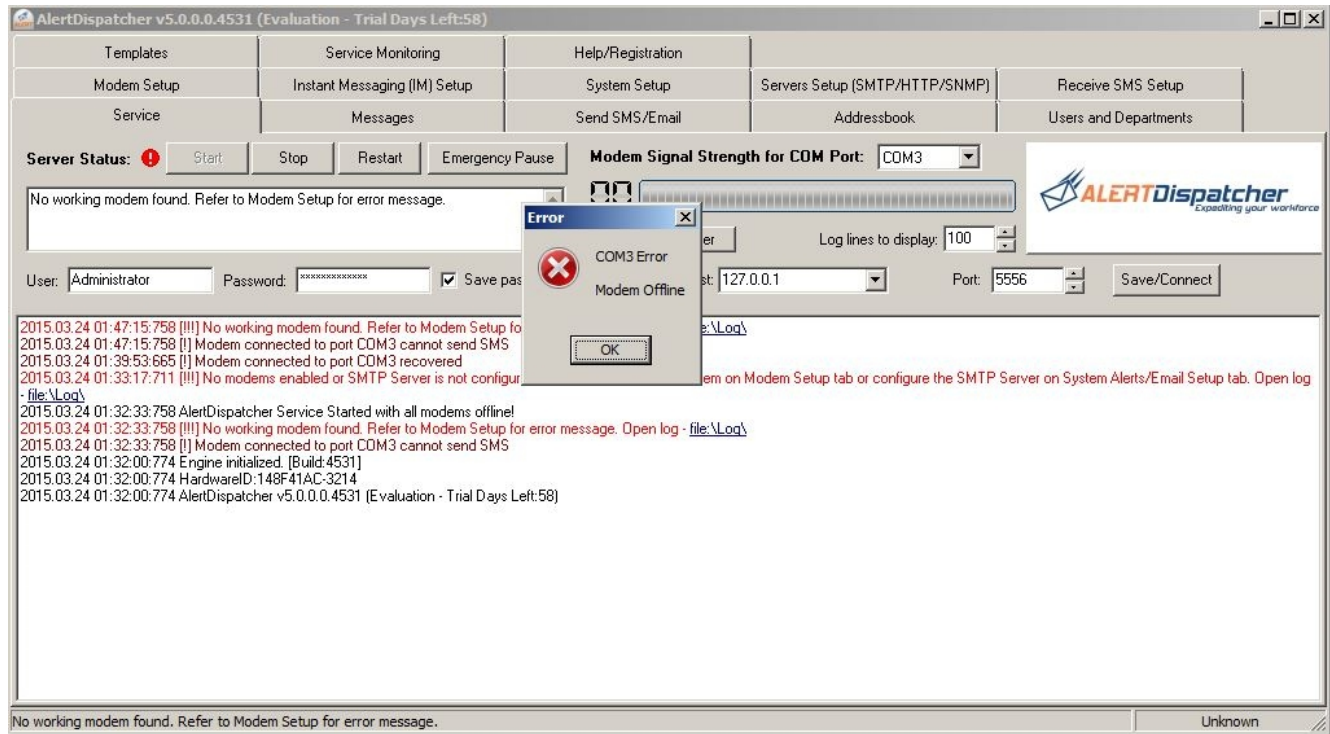 AlertDispatcher v5.0.0.0.4531 (Evaluation - Trial Days Left:58)
Templates
Service Monitoring
Help/Registration
Modem Setup
Instant Messaging (IM) Setup
System Setup
Servers Setup (SMTP/HTTP/SNMP)
Receive SMS Setup
Service
Messages
Send SMS/Email
Addressbook
Users and Departments
Server Status:
Start
Stop
Restart
Emergency Pause
Modem Signal Strength for COM Port:
COM3
ALERTDispatcher
Expediting your workforce
No working modem found. Refer to Modem Setup for error message.
00
er
Log lines to display:
100
Error
COM3 Error
Modem Offline
OK
User:
Administrator
Password:
xxxxxxxxxxxxx
Save pas
st:
127.0.0.1
Port:
5556
Save/Connect
2015.03.24 01:47:15:758 [!!!] No working modem found. Refer to Modem Setup fo e:\Log\
2015.03.24 01:47:15:758 [!] Modem connected to port COM3 cannot send SMS
2015.03.24 01:39:53:665 [!] Modem connected to port COM3 recovered
2015.03.24 01:33:17:711 [!!!] No modems enabled or SMTP Server is not configur em on Modem Setup tab or configure the SMTP Server on System Alerts/Email Setup tab. Open log
- file:\Log\
2015.03.24 01:32:33:758 AlertDispatcher Service Started with all modems offline!
2015.03.24 01:32:33:758 [!!!] No working modem found. Refer to Modem Setup for error message. Open log - file:\Log\
2015.03.24 01:32:33:758 [!] Modem connected to port COM3 cannot send SMS
2015.03.24 01:32:00:774 Engine initialized. [Build:4531]
2015.03.24 01:32:00:774 HardwareID:148F41AC-3214
2015.03.24 01:32:00:774 AlertDispatcher v5.0.0.0.4531 (Evaluation - Trial Days Left:58)
No working modem found. Refer to Modem Setup for error message.
Unknown